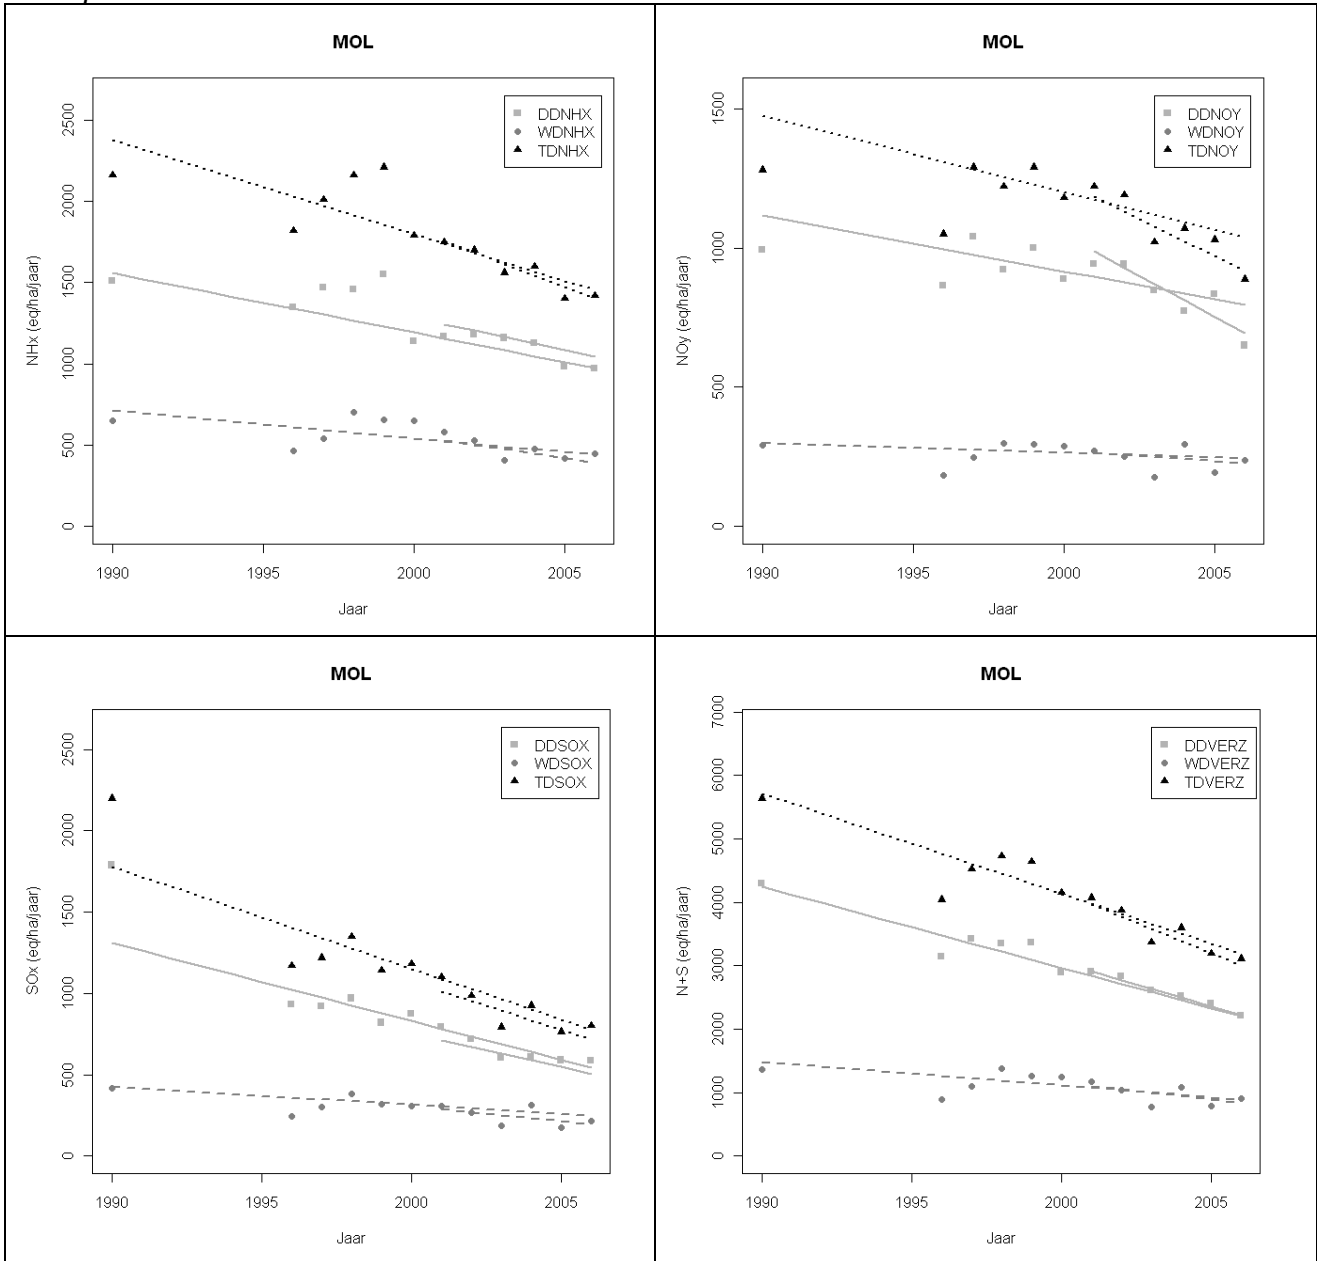 MOL
NHx (eq/ha/jaar)
2500
2000
1500
1000
500
0
DDNHX
WDNHX
TDNHX
1990 1995 2000 2005
Jaar
MOL
NOy (eq/ha/jaar)
1500
1000
500
0
DDNOY
WDNOY
TDNOY
1990 1995 2000 2005
Jaar
MOL
SOx (eq/ha/jaar)
2500
2000
1500
1000
500
0
DDSOX
WDSOX
TDSOX
1990 1995 2000 2005
Jaar
MOL
N+S (eq/ha/jaar)
7000
6000
5000
4000
3000
2000
1000
0
DDVERZ
WDVERZ
TDVERZ
1990 1995 2000 2005
Jaar